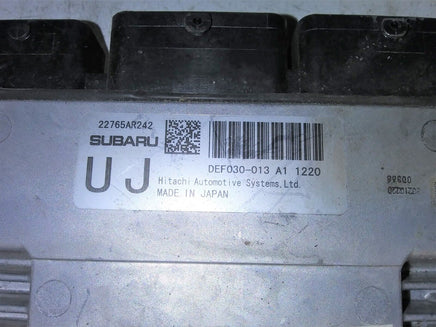 22765AR242
SUBARU
DEF030-013 A1 1220
UJ
Hitachi Automotive Systems, Ltd.
MADE IN JAPAN